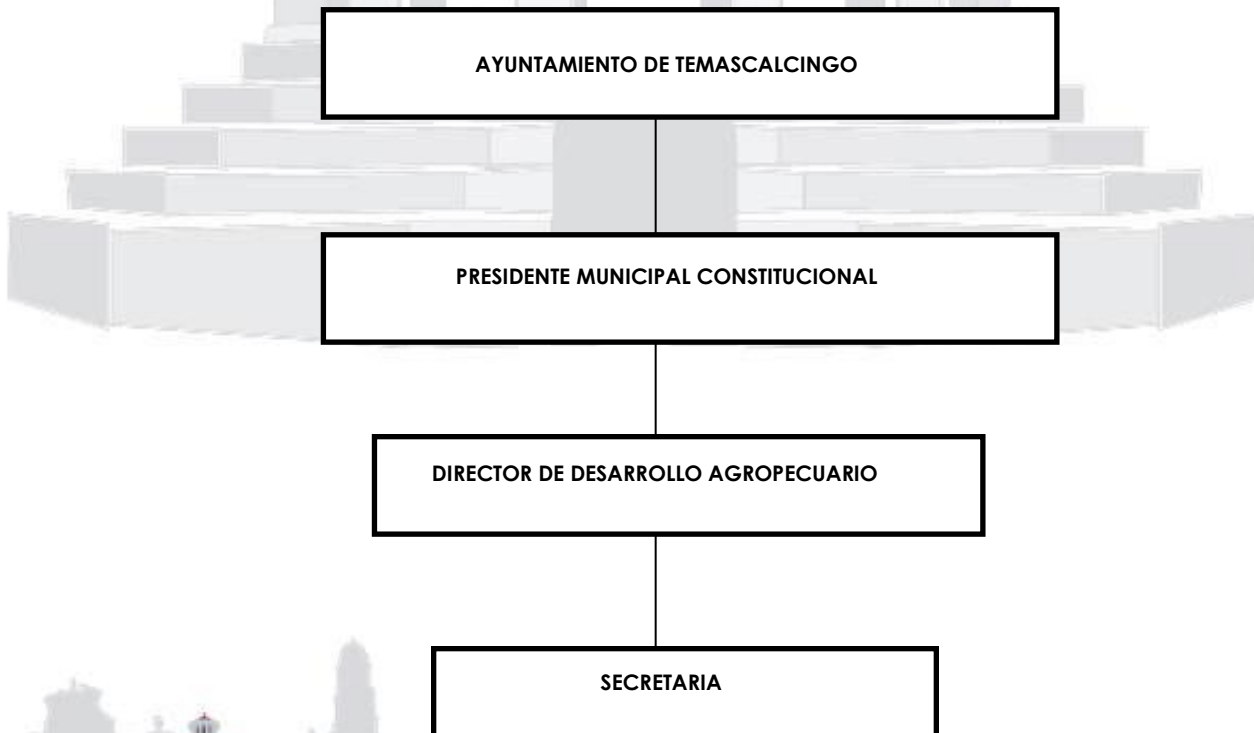 AYUNTAMIENTO DE TEMASCALCINGO
PRESIDENTE MUNICIPAL CONSTITUCIONAL
DIRECTOR DE DESARROLLO AGROPECUARIO
SECRETARIA